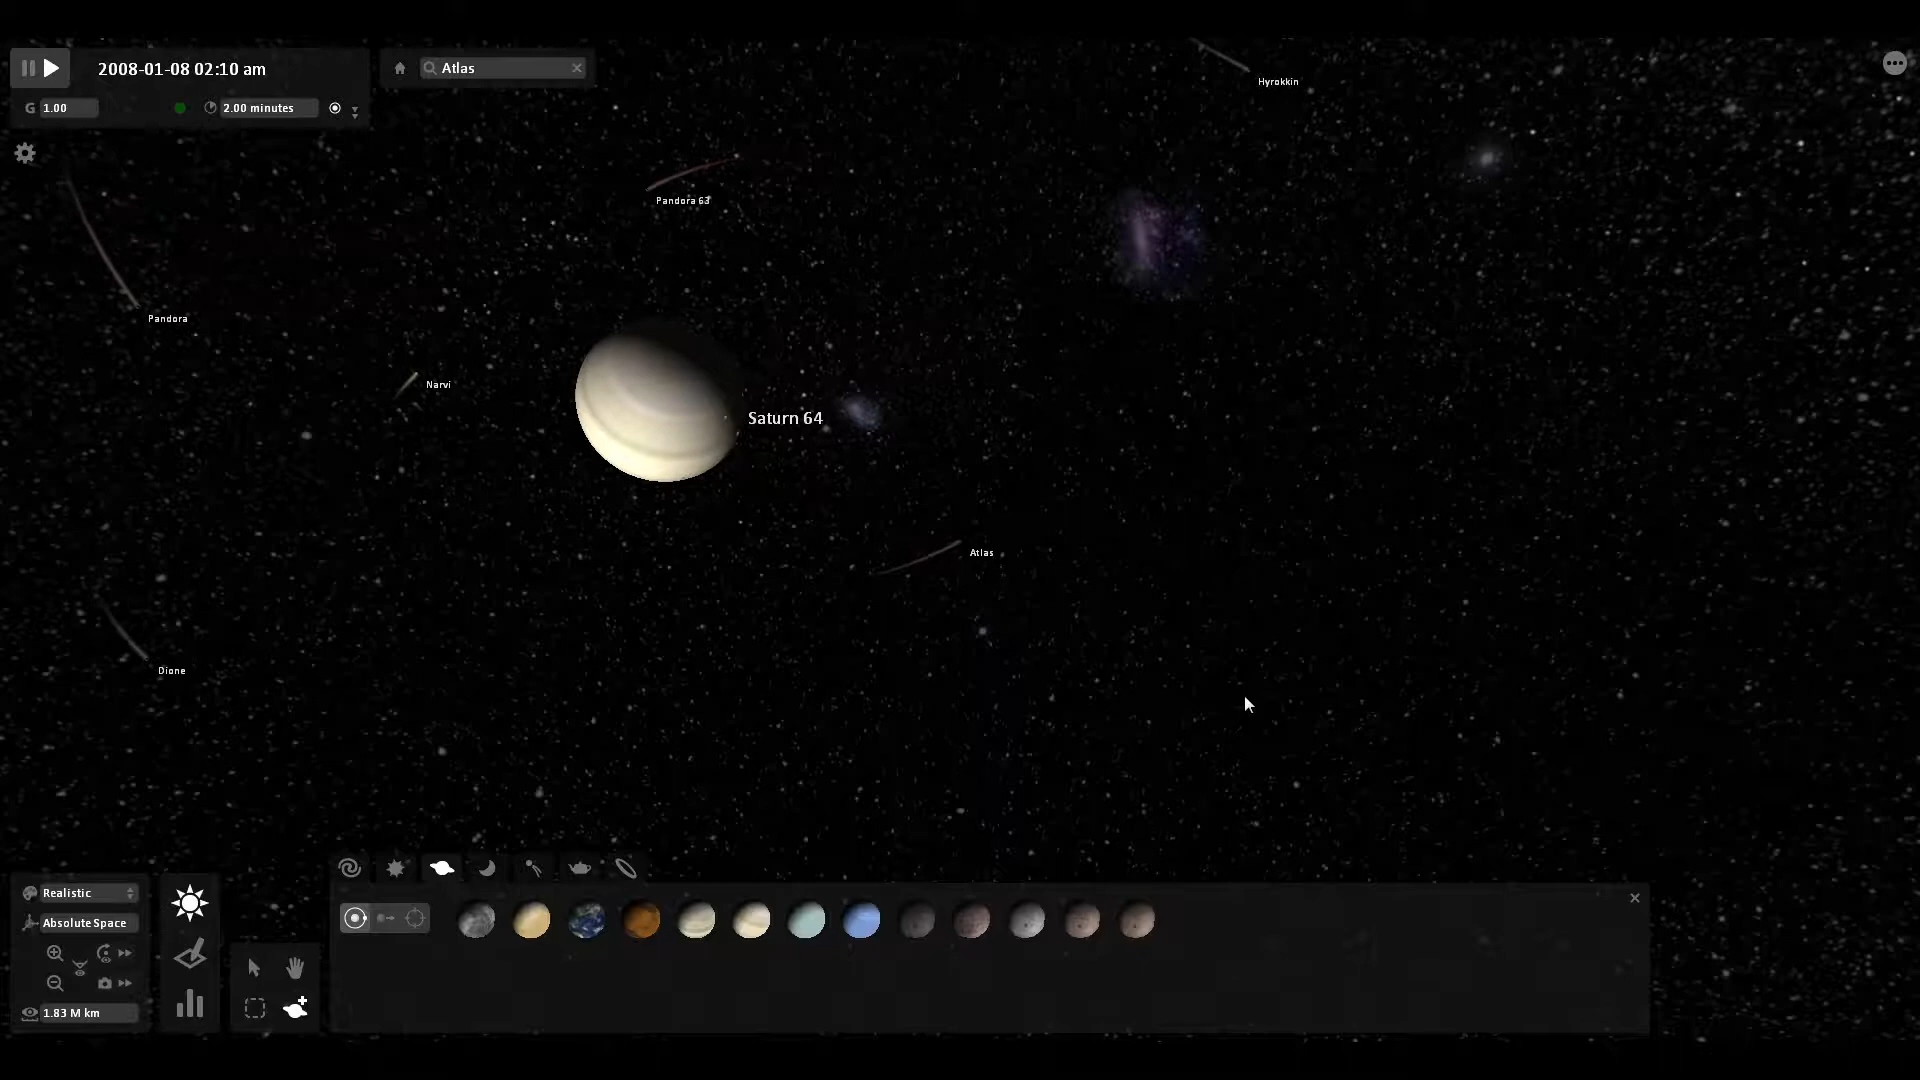 2008-01-08 02:10 am
Atlas
G 1.00
2.00 minutes
Hyrokkin
Pandora 63
Pandora
Narvi
Saturn 64
Atlas
Dione
Realistic
Absolute Space
1.83 M km